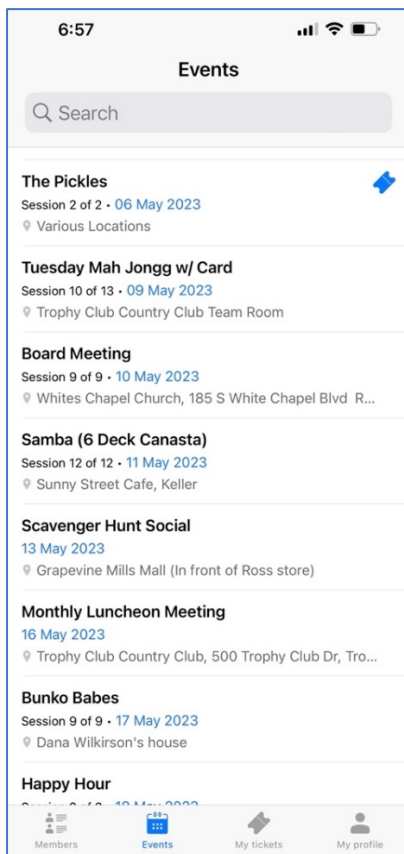 6:57
Events
Search
The Pickles
Session 2 of 2 • 06 May 2023
Various Locations
Tuesday Mah Jongg w/ Card
Session 10 of 13 • 09 May 2023
Trophy Club Country Club Team Room
Board Meeting
Session 9 of 9 • 10 May 2023
Whites Chapel Church, 185 S White Chapel Blvd R...
Samba (6 Deck Canasta)
Session 12 of 12 • 11 May 2023
Sunny Street Cafe, Keller
Scavenger Hunt Social
13 May 2023
Grapevine Mills Mall (In front of Ross store)
Monthly Luncheon Meeting
16 May 2023
Trophy Club Country Club, 500 Trophy Club Dr, Tro...
Bunko Babes
Session 9 of 9 • 17 May 2023
Dana Wilkirson's house
Happy Hour
Members Events My tickets My profile